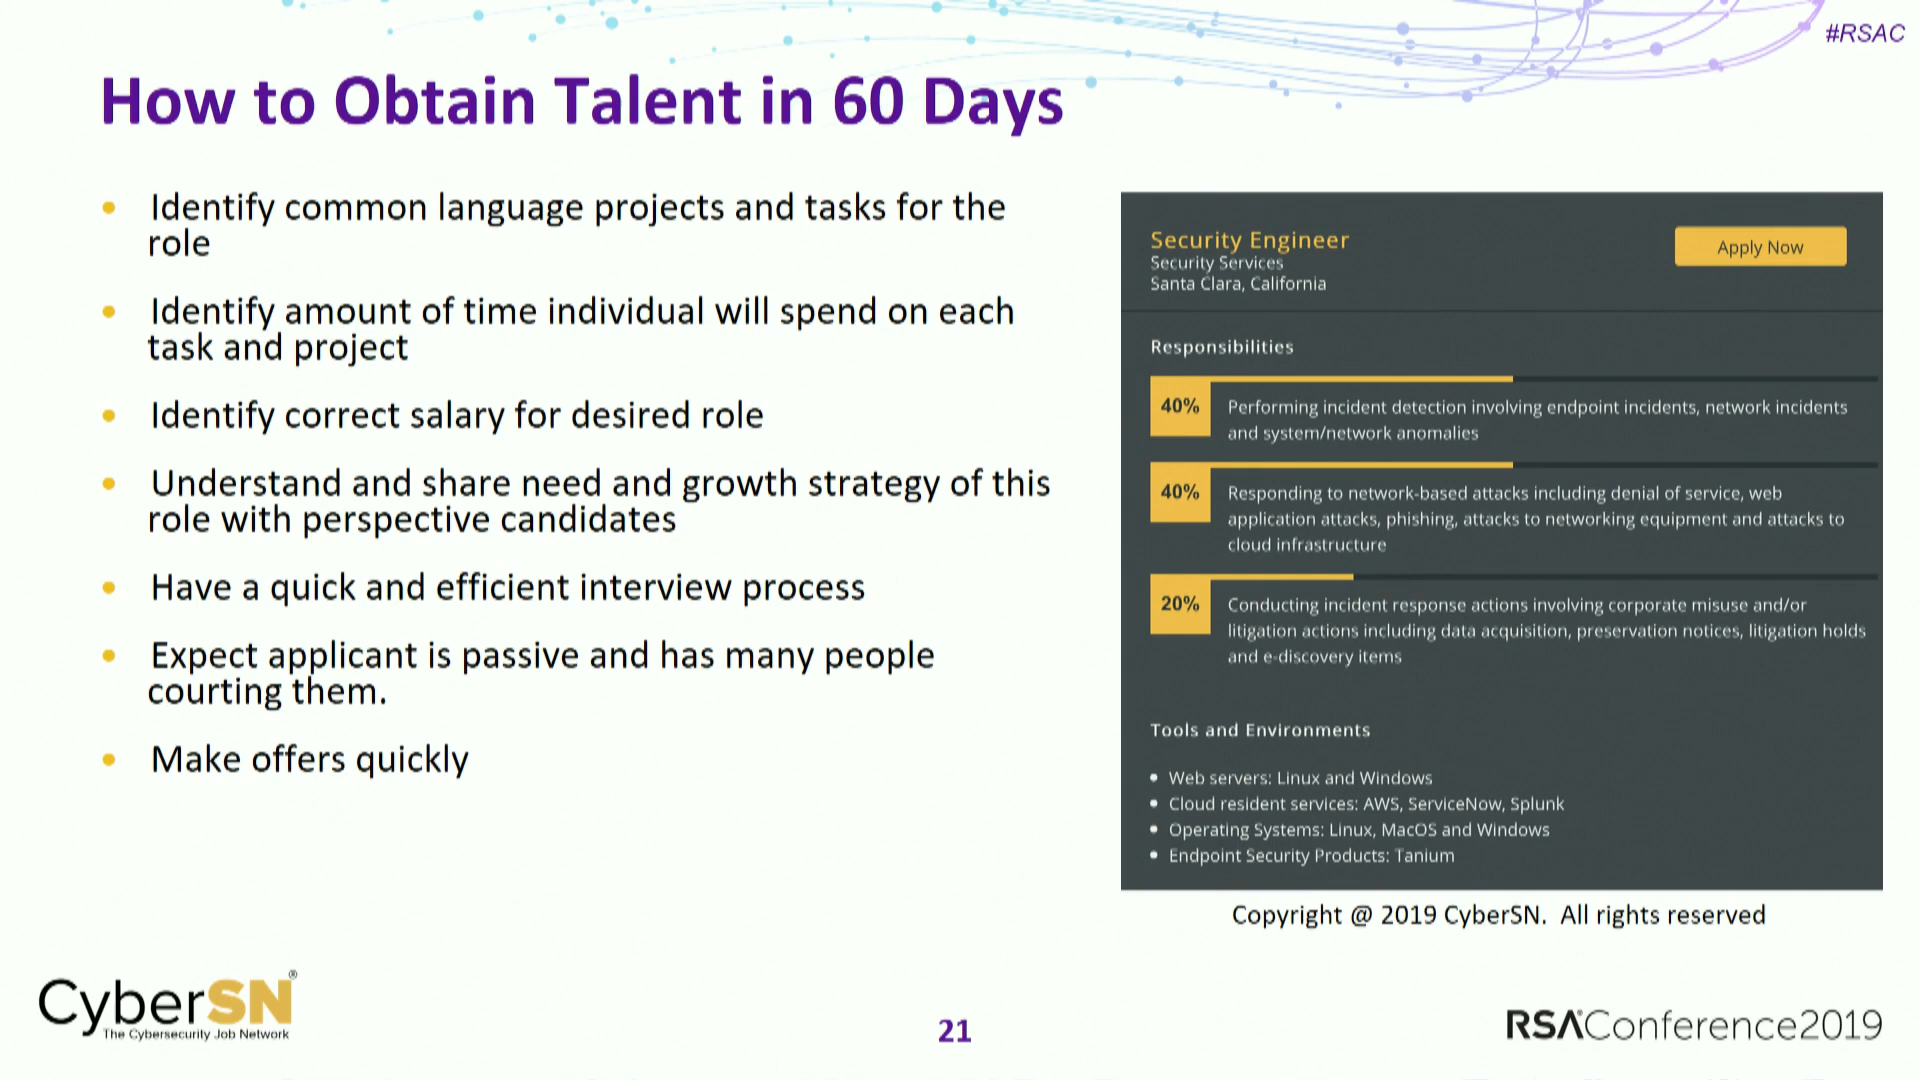 #RSAC
How to Obtain Talent in 60 Days
• Identify common language projects and tasks for the
role
• Identify amount of time individual will spend on each
task and project
• Identify correct salary for desired role
• Understand and share need and growth strategy of this
role with perspective candidates
• Have a quick and efficient interview process
• Expect applicant is passive and has many people
courting them.
• Make offers quickly
Security Engineer
Security Services
Santa Clara, California
Apply Now
Responsibilities
40%
Performing incident detection involving endpoint incidents, network incidents
and system/network anomalies
40%
Responding to network-based attacks including denial of service, web
application attacks, phishing, attacks to networking equipment and attacks to
cloud infrastructure
20%
Conducting incident response actions involving corporate misuse and/or
litigation actions including data acquisition, preservation notices, litigation holds
and e-discovery items
Tools and Environments
• Web servers: Linux and Windows
• Cloud resident services: AWS, ServiceNow, Splunk
• Operating Systems: Linux, MacOS and Windows
• Endpoint Security Products: Tanium
Copyright @ 2019 CyberSN.  All rights reserved
CyberSN®
The Cybersecurity Job Network
21
RSAConference2019